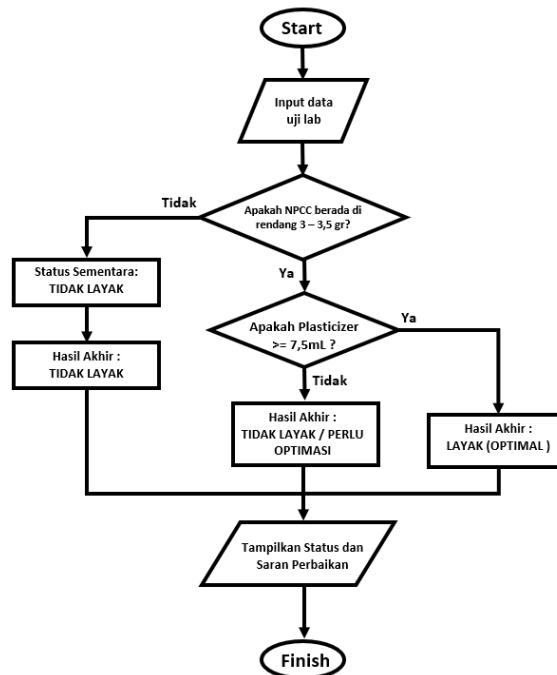 Start
Input data
uji lab
Apakah NPCC berada di
rendang 3 – 3,5 gr?
Tidak
Ya
Status Sementara:
TIDAK LAYAK
Hasil Akhir :
TIDAK LAYAK
Apakah Plasticizer
>= 7,5mL ?
Ya
Tidak
Hasil Akhir :
TIDAK LAYAK / PERLU
OPTIMASI
Hasil Akhir :
LAYAK (OPTIMAL )
Tampilkan Status dan
Saran Perbaikan
Finish